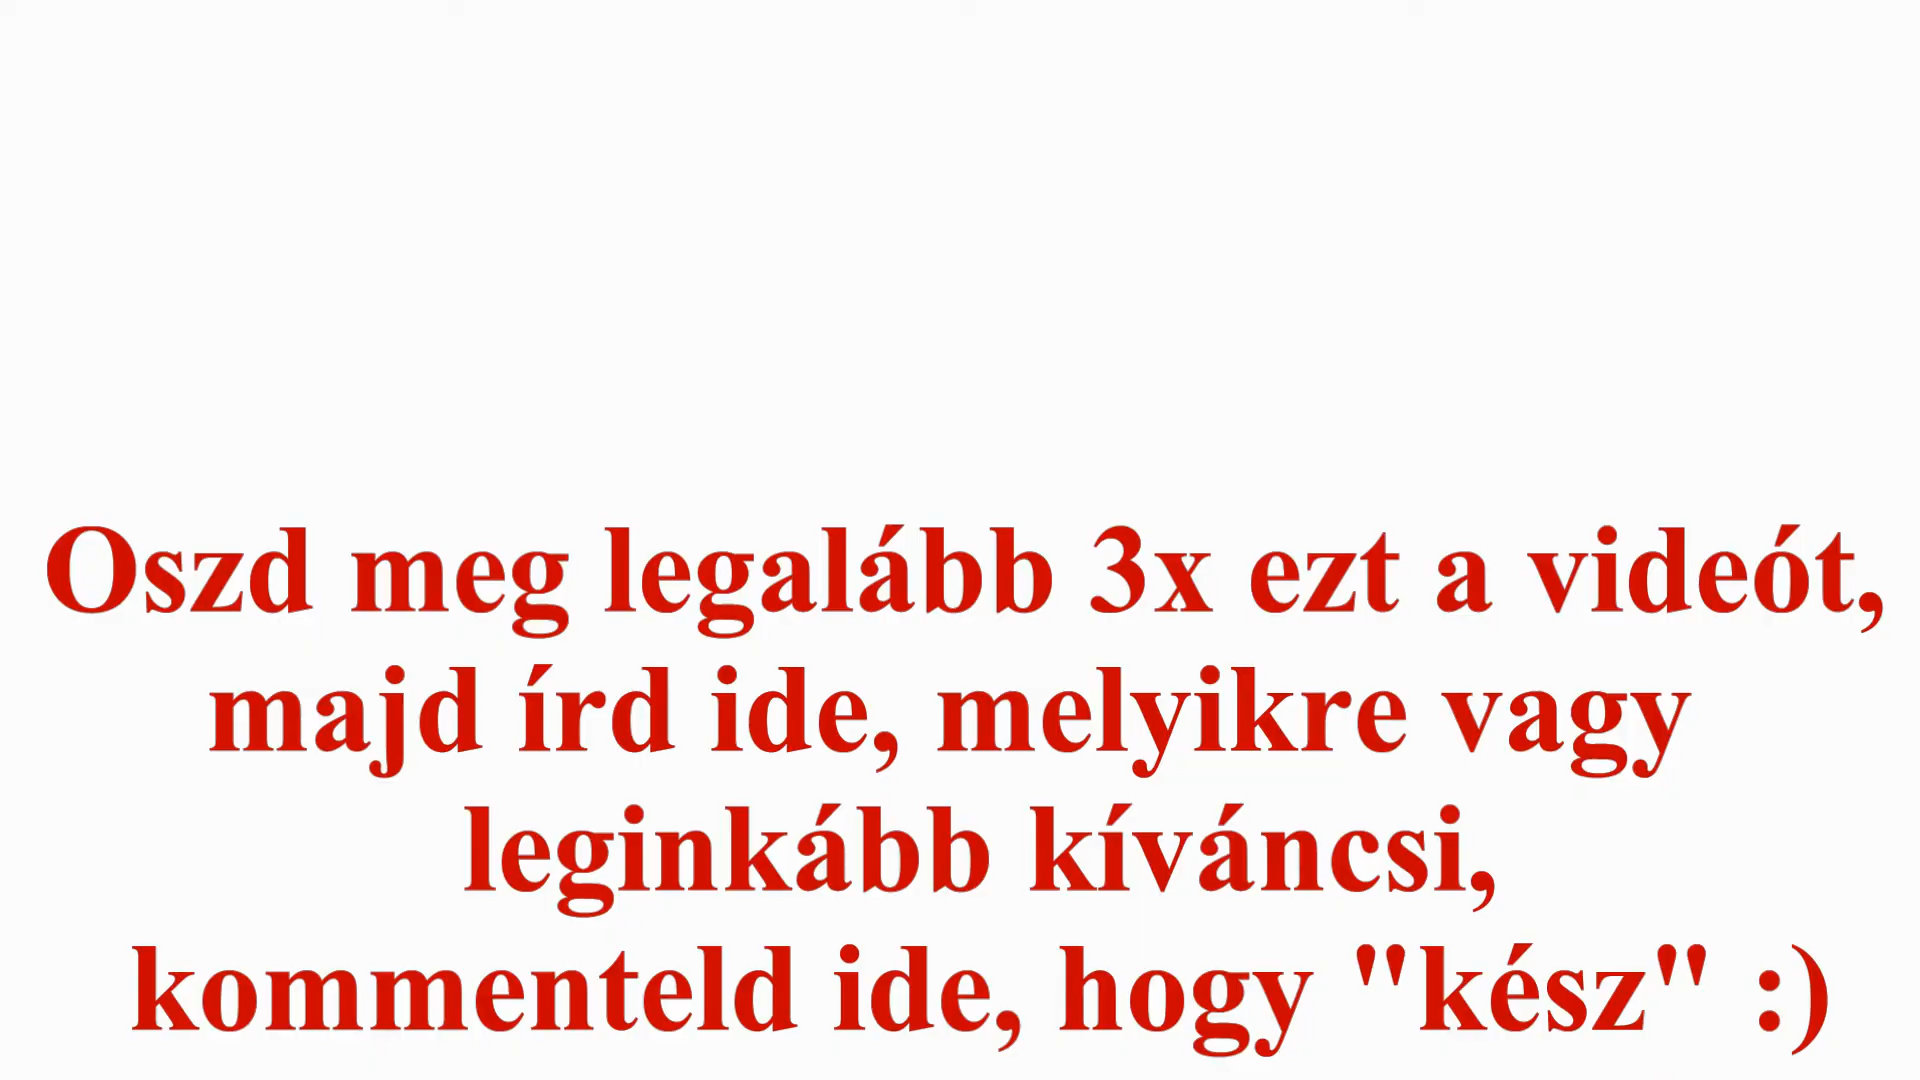 Oszd meg legalább 3x ezt a videót,
majd írd ide, melyikre vagy
leginkább kíváncsi,
kommenteld ide, hogy "kész" :)